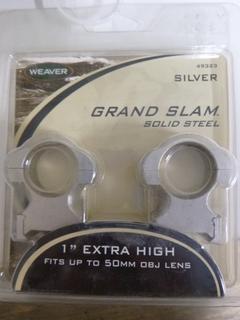 WEAVER
49323
SILVER
GRAND SLAM
SOLID STEEL
1" EXTRA HIGH
FITS UP TO 50MM OBJ LENS